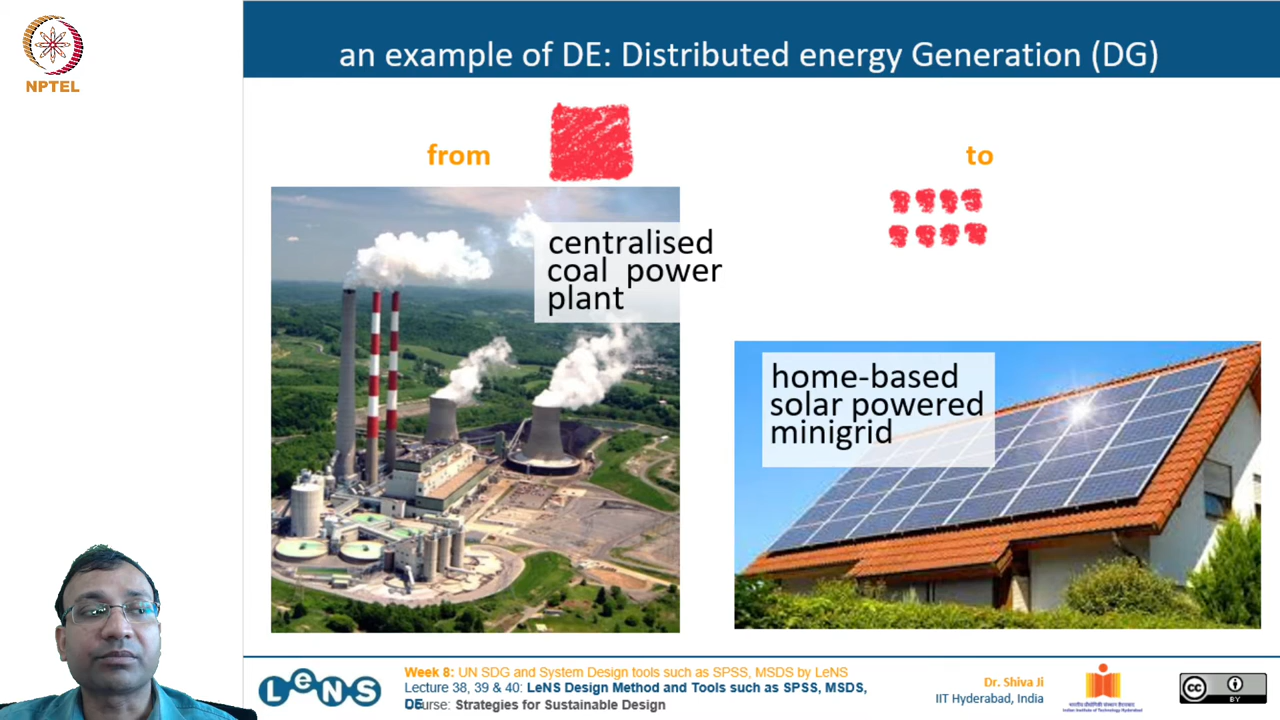 NPTEL
an example of DE: Distributed energy Generation (DG)
from
to
centralised
coal power
plant
home-based
solar powered
minigrid
LeNS
Week 8: UN SDG and System Design tools such as SPSS, MSDS by LeNS
Lecture 38, 39 & 40: LeNS Design Method and Tools such as SPSS, MSDS,
DE
Course: Strategies for Sustainable Design
Dr. Shiva Ji
IIT Hyderabad, India
cc
BY